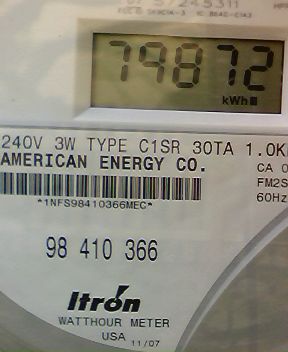 57245311
79872
kWh
240V 3W TYPE C1SR 30TA 1.0K
AMERICAN ENERGY CO.
CA 0
FM2S
60Hz
*1NFS98410366MEC*
98 410 366
Itron
WATTHOUR METER
USA 11/07